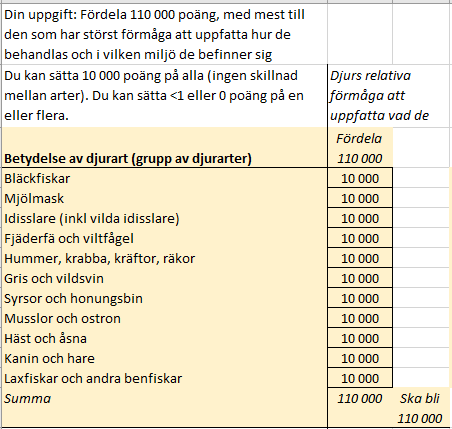 Din uppgift: Fördela 110 000 poäng, med mest till
den som har störst förmåga att uppfatta hur de
behandlas och i vilken miljö de befinner sig
Du kan sätta 10 000 poäng på alla (ingen skillnad
mellan arter). Du kan sätta <1 eller 0 poäng på en
eller flera.
Djurs relativa
förmåga att
uppfatta vad de
Fördela
Betydelse av djurart (grupp av djurarter) 110 000
Bläckfiskar 10 000
Mjölmask 10 000
Idisslare (inkl vilda idisslare) 10 000
Fjäderfä och viltfågel 10 000
Hummer, krabba, kräftor, räkor 10 000
Gris och vildsvin 10 000
Syrsor och honungsbin 10 000
Musslor och ostron 10 000
Häst och åsna 10 000
Kanin och hare 10 000
Laxfiskar och andra benfiskar 10 000
Summa 110 000 Ska bli
110 000